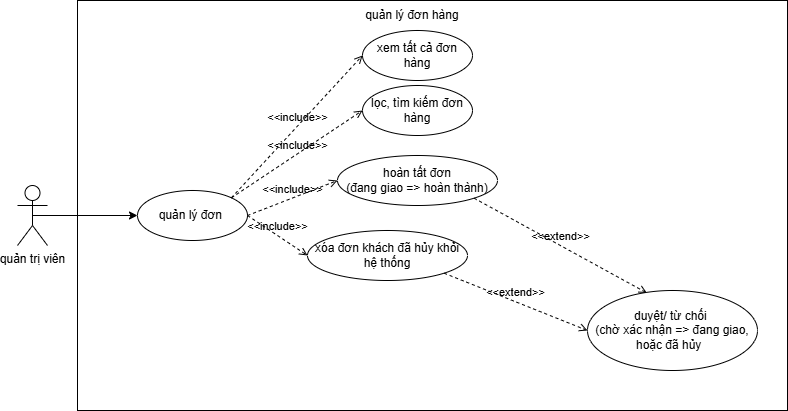 quản lý đơn hàng
xem tất cả đơn
hàng
lọc, tìm kiếm đơn
hàng
<<include>>
<<include>>
hoàn tất đơn
(đang giao => hoàn thành)
<<include>>
quản lý đơn
<<include>>
<<extend>>
quản trị viên
xóa đơn khách đã hủy khỏi
hệ thống
<<extend>>
duyệt/ từ chối
(chờ xác nhận => đang giao,
hoặc đã hủy